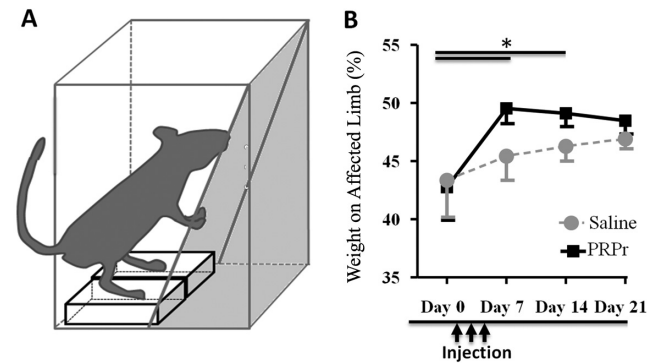 A
B
*
Weight on Affected Limb (%)
55
50
45
40
35
Saline
PRPr
Day 0 Day 7 Day 14 Day 21
Injection